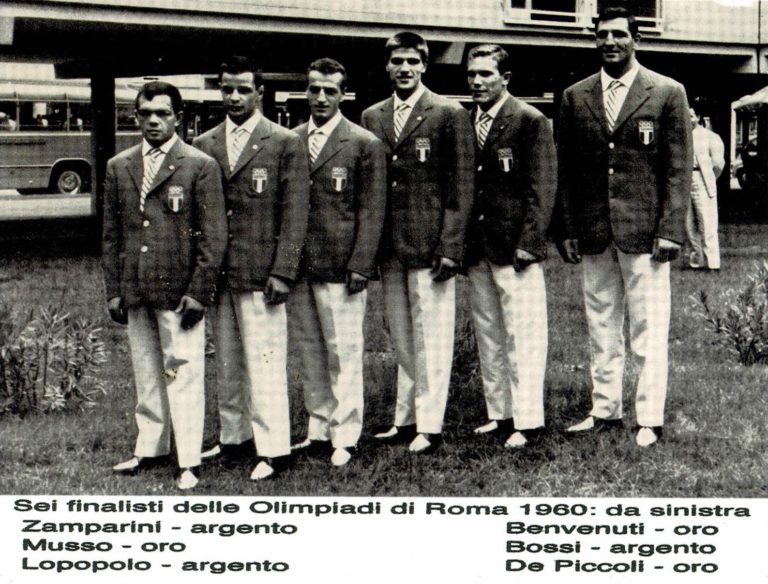 Sei finalisti delle Olimpiadi di Roma 1960: da sinistra
Zamparini - argento
Musso - oro
Lopopolo - argento
Benvenuti - oro
Bossi - argento
De Piccoli - oro